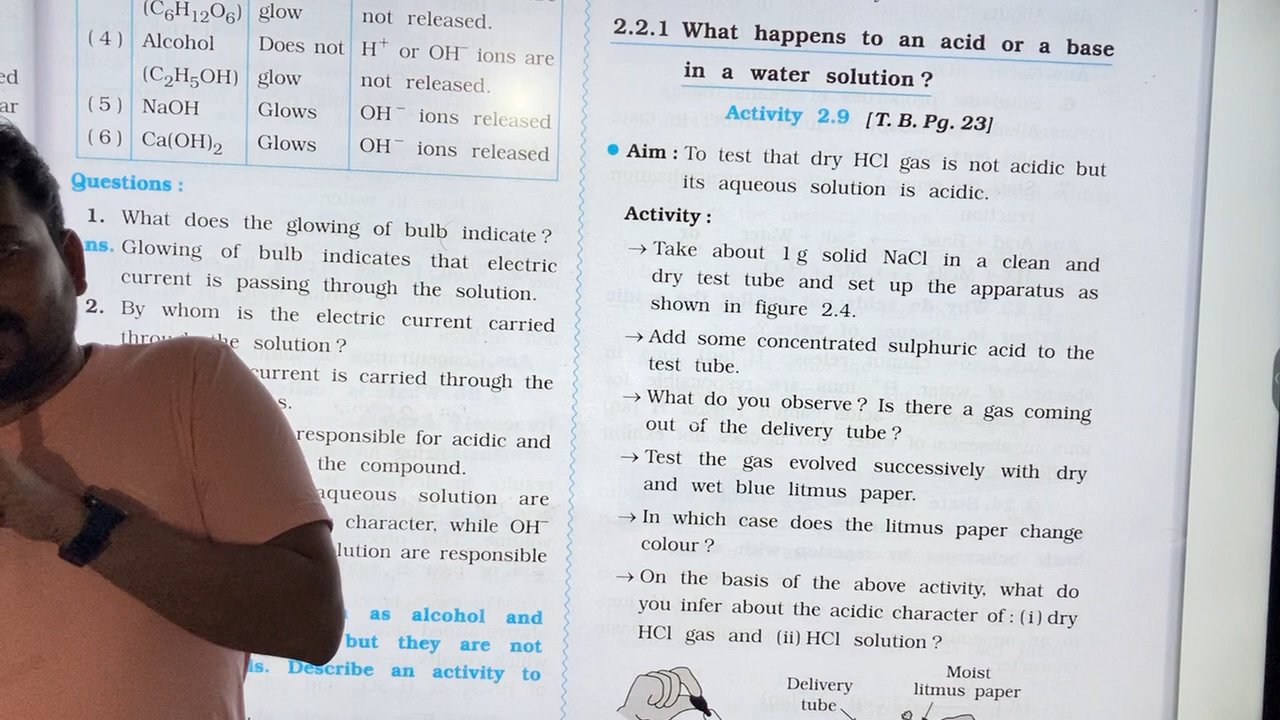 ed
ar
(C₆H₁₂O₆) glow not released.
(4) Alcohol Does not H⁺ or OH⁻ ions are
(C₂H₅OH) glow not released.
(5) NaOH Glows OH⁻ ions released
(6) Ca(OH)₂ Glows OH⁻ ions released
Questions :
1. What does the glowing of bulb indicate ?
ns. Glowing of bulb indicates that electric
current is passing through the solution.
2. By whom is the electric current carried
the solution ?
current is carried through the
s.
responsible for acidic and
the compound.
aqueous solution are
character, while OH⁻
lution are responsible
as alcohol and
but they are not
ls. Describe an activity to
2.2.1 What happens to an acid or a base
in a water solution ?
Activity 2.9 [T. B. Pg. 23]
• Aim : To test that dry HCl gas is not acidic but
its aqueous solution is acidic.
Activity :
→ Take about 1 g solid NaCl in a clean and
dry test tube and set up the apparatus as
shown in figure 2.4.
→ Add some concentrated sulphuric acid to the
test tube.
→ What do you observe ? Is there a gas coming
out of the delivery tube ?
→ Test the gas evolved successively with dry
and wet blue litmus paper.
→ In which case does the litmus paper change
colour ?
→ On the basis of the above activity, what do
you infer about the acidic character of : (i) dry
HCl gas and (ii) HCl solution ?
Delivery
tube
Moist
litmus paper